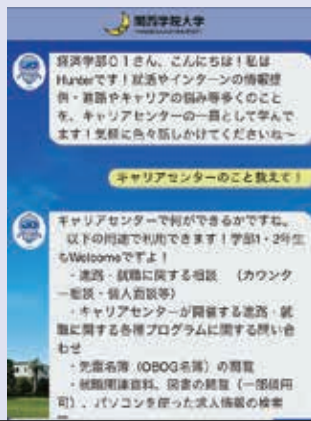 関西学院大学
経済学部０１さん、こんにちは！私は
Hunterです！就活やインターンの情報提
供・進路やキャリアの悩み等多くのこと
を、キャリアセンターの一員として学んで
ます！気軽に色々話しかけてくださいね～
キャリアセンターのこと教えて！
キャリアセンターで何ができるかですね。
以下の用途で利用できます！学部1・2年生
もWelcomeですよ！
・進路・就職に関する相談　（カウンタ
ー相談・個人面談等）
・キャリアセンターが開催する進路・就
職に関する各種プログラムに関する問い合
わせ
・先輩名簿（OBOG名簿）の閲覧
・就職関連資料、図書の閲覧（一部貸用
可）、パソコンを使った求人情報の検索